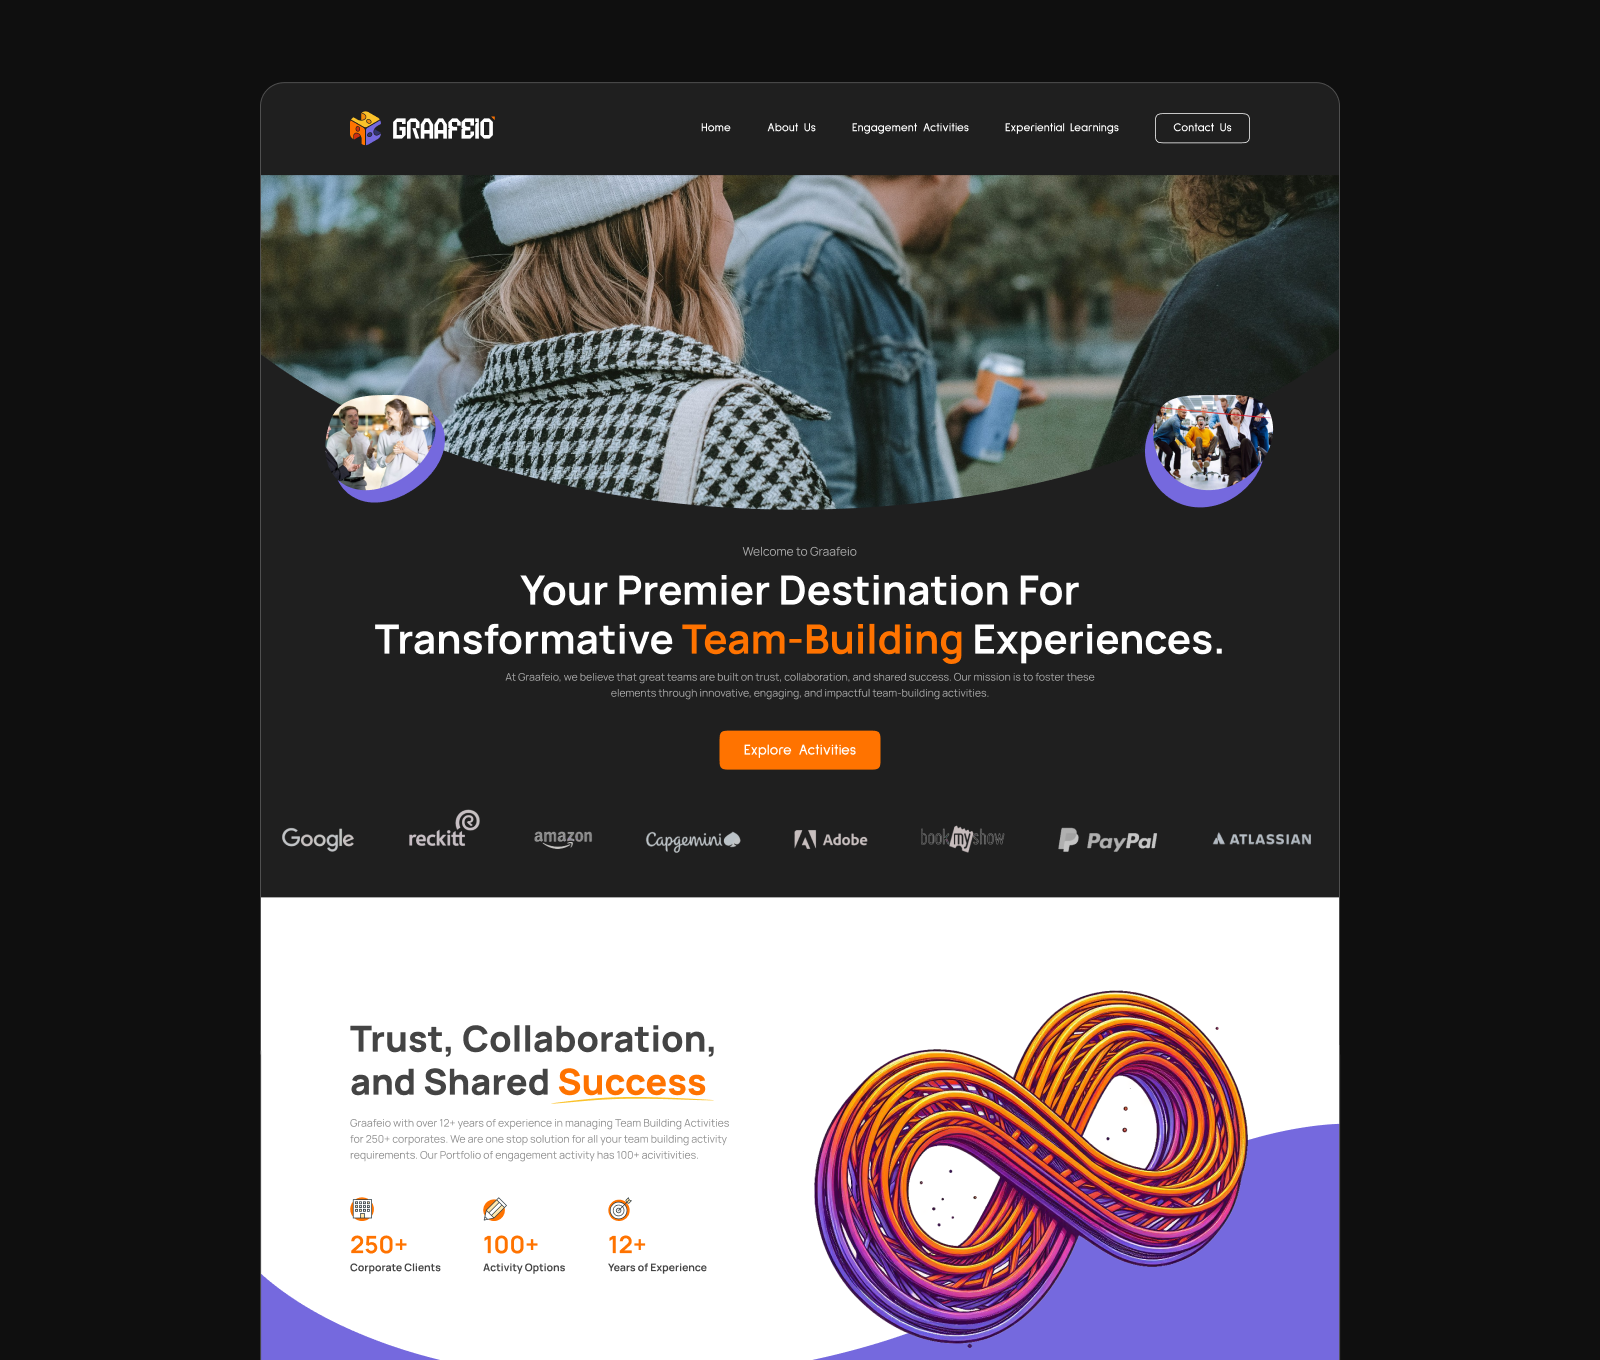 GRAAFEIO
Home About Us Engagement Activities Experiential Learnings Contact Us
Welcome to Graafeio
Your Premier Destination For
Transformative Team-Building Experiences.
At Graafeio, we believe that great teams are built on trust, collaboration, and shared success. Our mission is to foster these
elements through innovative, engaging, and impactful team-building activities.
Explore Activities
Google reckitt amazon Capgemini Adobe bookmyshow PayPal ATLASSIAN
Trust, Collaboration,
and Shared Success
Graafeio with over 12+ years of experience in managing Team Building Activities
for 250+ corporates. We are one stop solution for all your team building activity
requirements. Our Portfolio of engagement activity has 100+ acivitivities.
250+ 100+ 12+
Corporate Clients Activity Options Years of Experience